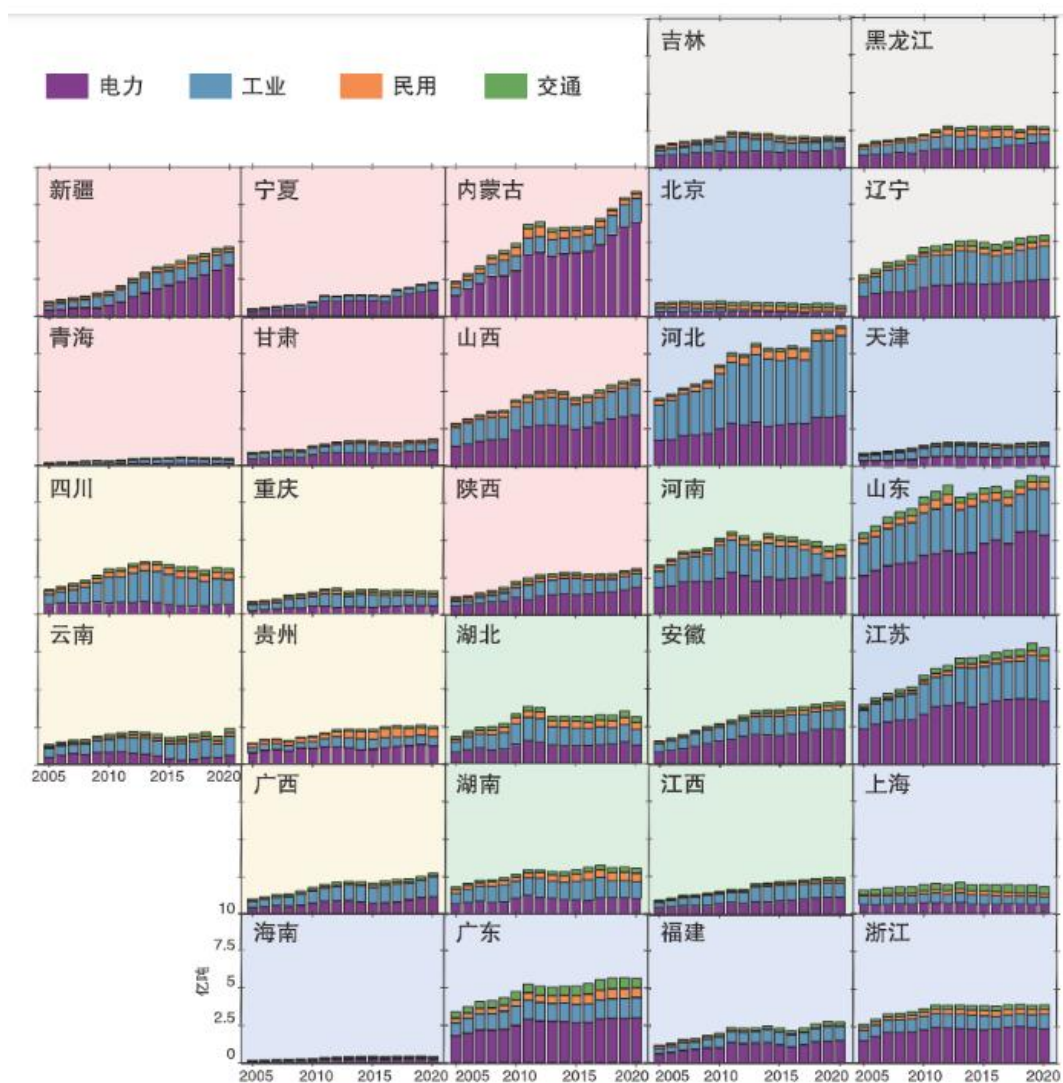 电力 工业 民用 交通
吉林 黑龙江
新疆 宁夏 内蒙古 北京 辽宁
青海 甘肃 山西 河北 天津
四川 重庆 陕西 河南 山东
云南 贵州 湖北 安徽 江苏
2005 2010 2015 2020
广西 湖南 江西 上海
10
海南 广东 福建 浙江
7.5
亿吨
5
2.5
0
2005 2010 2015 2020 2005 2010 2015 2020 2005 2010 2015 2020 2005 2010 2015 2020